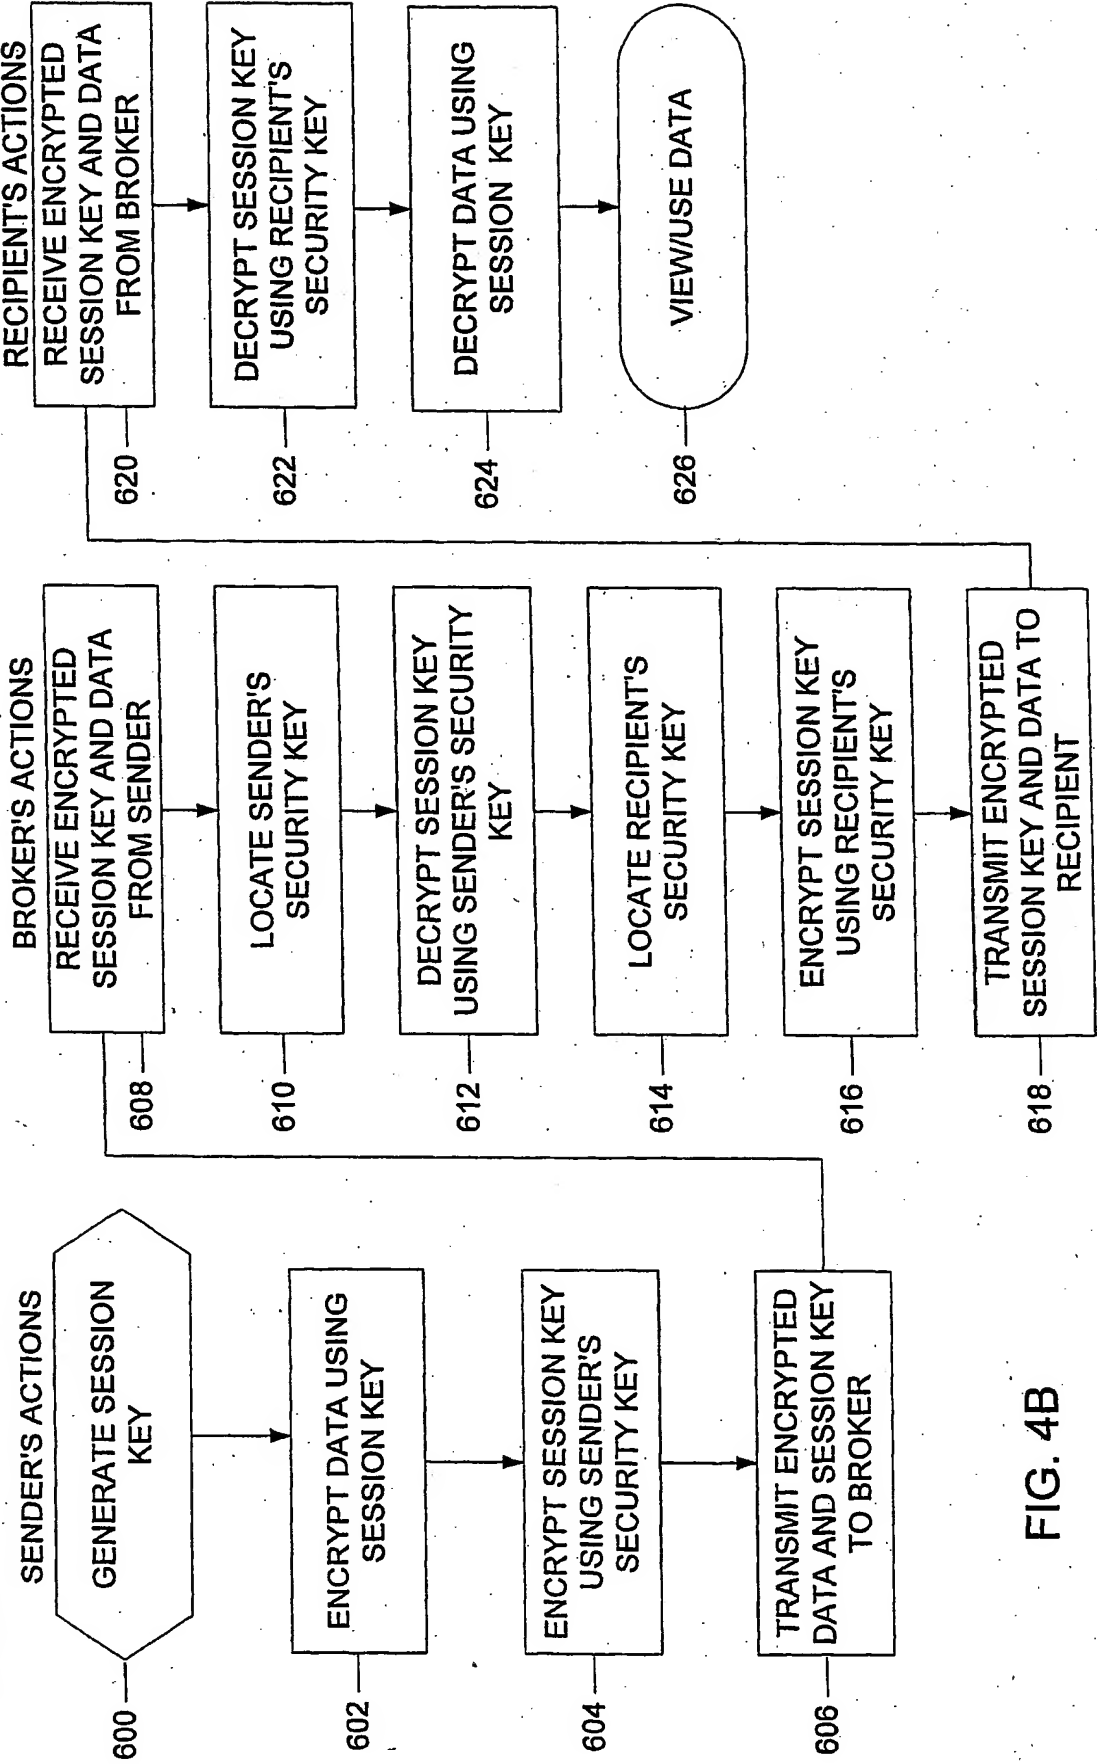 SENDER'S ACTIONS
GENERATE SESSION
KEY
600
ENCRYPT DATA USING
SESSION KEY
602
ENCRYPT SESSION KEY
USING SENDER'S
SECURITY KEY
604
TRANSMIT ENCRYPTED
DATA AND SESSION KEY
TO BROKER
606
BROKER'S ACTIONS
RECEIVE ENCRYPTED
SESSION KEY AND DATA
FROM SENDER
608
LOCATE SENDER'S
SECURITY KEY
610
DECRYPT SESSION KEY
USING SENDER'S SECURITY
KEY
612
LOCATE RECIPIENT'S
SECURITY KEY
614
ENCRYPT SESSION KEY
USING RECIPIENT'S
SECURITY KEY
616
TRANSMIT ENCRYPTED
SESSION KEY AND DATA TO
RECIPIENT
618
RECIPIENT'S ACTIONS
RECEIVE ENCRYPTED
SESSION KEY AND DATA
FROM BROKER
620
DECRYPT SESSION KEY
USING RECIPIENT'S
SECURITY KEY
622
DECRYPT DATA USING
SESSION KEY
624
VIEW/USE DATA
626
FIG. 4B